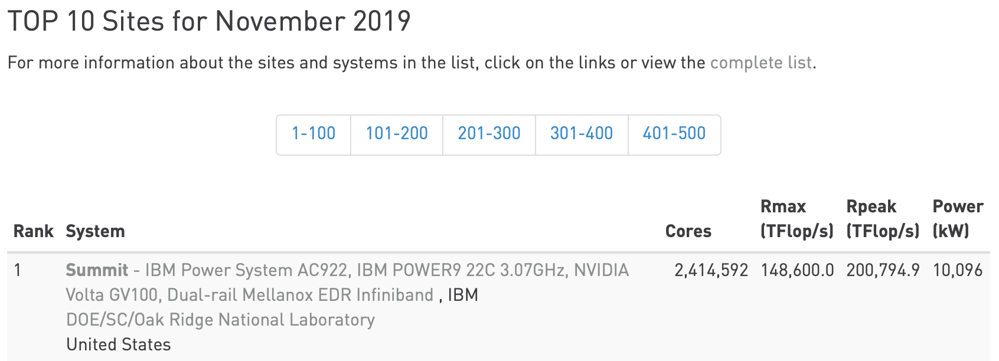 TOP 10 Sites for November 2019
For more information about the sites and systems in the list, click on the links or view the complete list.
1-100 101-200 201-300 301-400 401-500
Rmax Rpeak Power
Rank System Cores (TFlop/s) (TFlop/s) (kW)
1 Summit - IBM Power System AC922, IBM POWER9 22C 3.07GHz, NVIDIA 2,414,592 148,600.0 200,794.9 10,096
Volta GV100, Dual-rail Mellanox EDR Infiniband , IBM
DOE/SC/Oak Ridge National Laboratory
United States